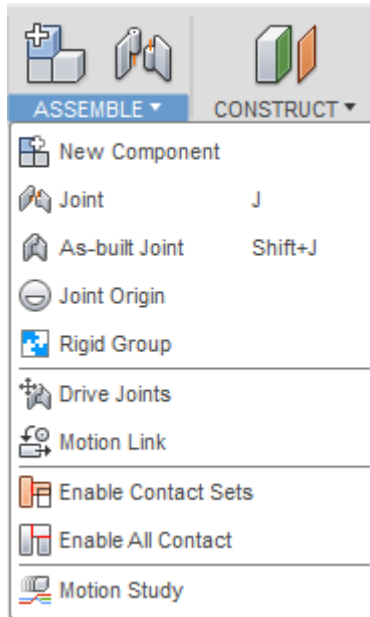 ASSEMBLE ▾ CONSTRUCT ▾
New Component
Joint J
As-built Joint Shift+J
Joint Origin
Rigid Group
Drive Joints
Motion Link
Enable Contact Sets
Enable All Contact
Motion Study